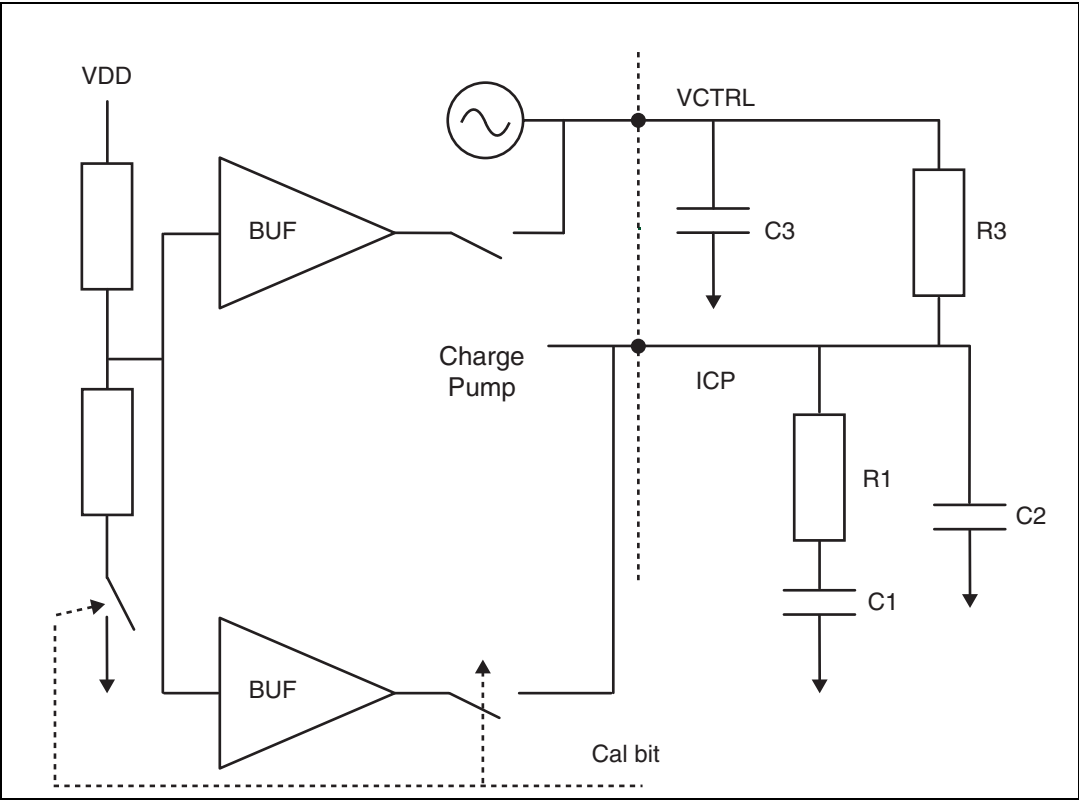 VDD
VCTRL
BUF
C3
R3
Charge
Pump
ICP
R1
C2
C1
BUF
Cal bit